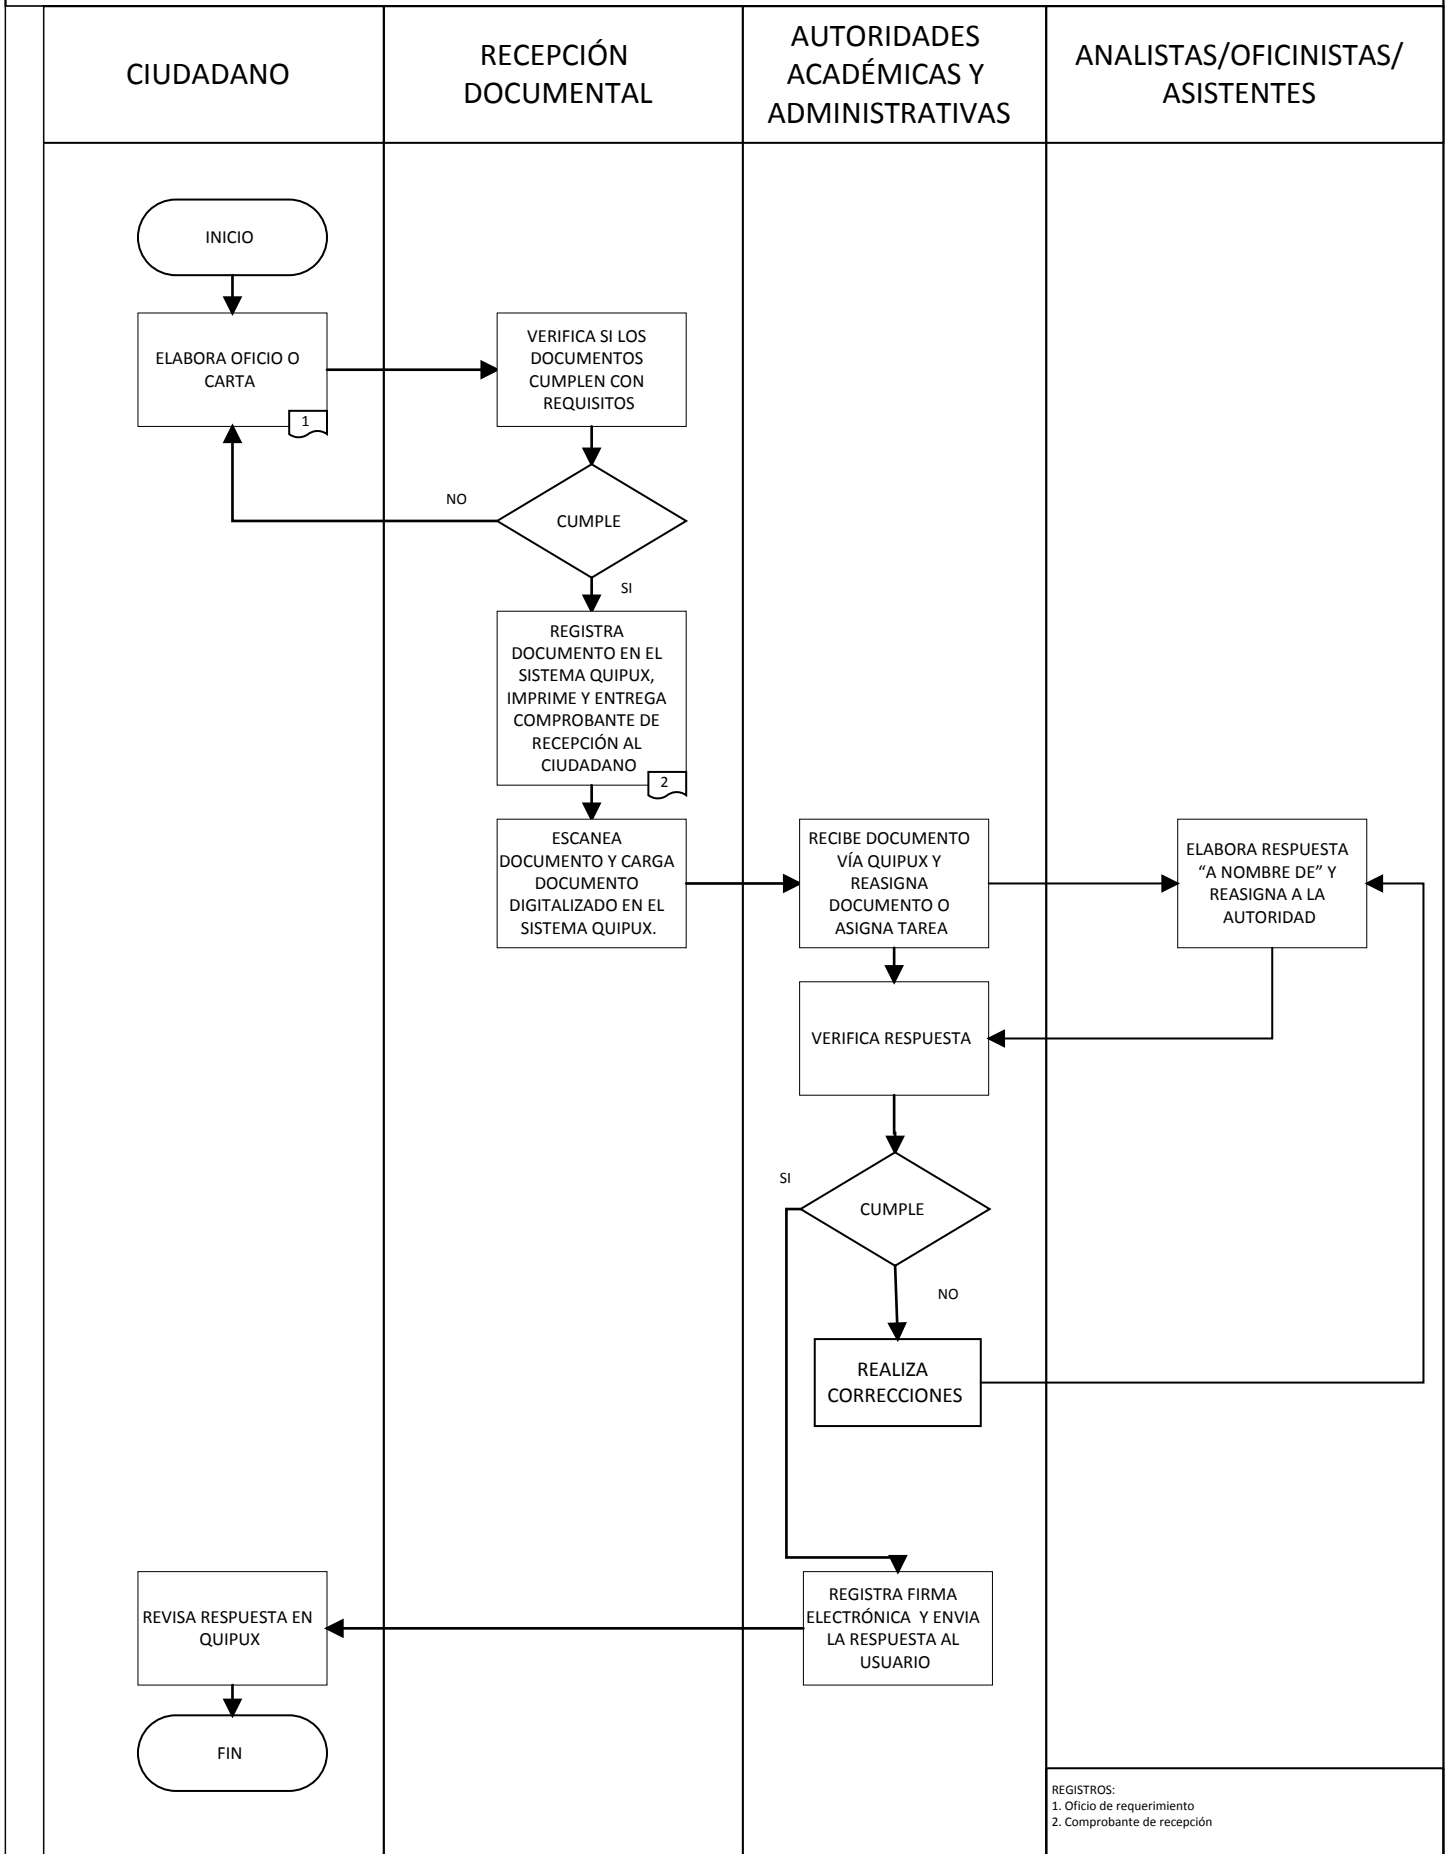 CIUDADANO
RECEPCIÓN
DOCUMENTAL
AUTORIDADES
ACADÉMICAS Y
ADMINISTRATIVAS
ANALISTAS/OFICINISTAS/
ASISTENTES
INICIO
ELABORA OFICIO O
CARTA
1
VERIFICA SI LOS
DOCUMENTOS
CUMPLEN CON
REQUISITOS
NO
CUMPLE
SI
REGISTRA
DOCUMENTO EN EL
SISTEMA QUIPUX,
IMPRIME Y ENTREGA
COMPROBANTE DE
RECEPCIÓN AL
CIUDADANO
2
ESCANEA
DOCUMENTO Y CARGA
DOCUMENTO
DIGITALIZADO EN EL
SISTEMA QUIPUX.
RECIBE DOCUMENTO
VÍA QUIPUX Y
REASIGNA
DOCUMENTO O
ASIGNA TAREA
ELABORA RESPUESTA
“A NOMBRE DE” Y
REASIGNA A LA
AUTORIDAD
VERIFICA RESPUESTA
SI
CUMPLE
NO
REALIZA
CORRECCIONES
REGISTRA FIRMA
ELECTRÓNICA  Y ENVIA
LA RESPUESTA AL
USUARIO
REVISA RESPUESTA EN
QUIPUX
FIN
REGISTROS:
1. Oficio de requerimiento
2. Comprobante de recepción